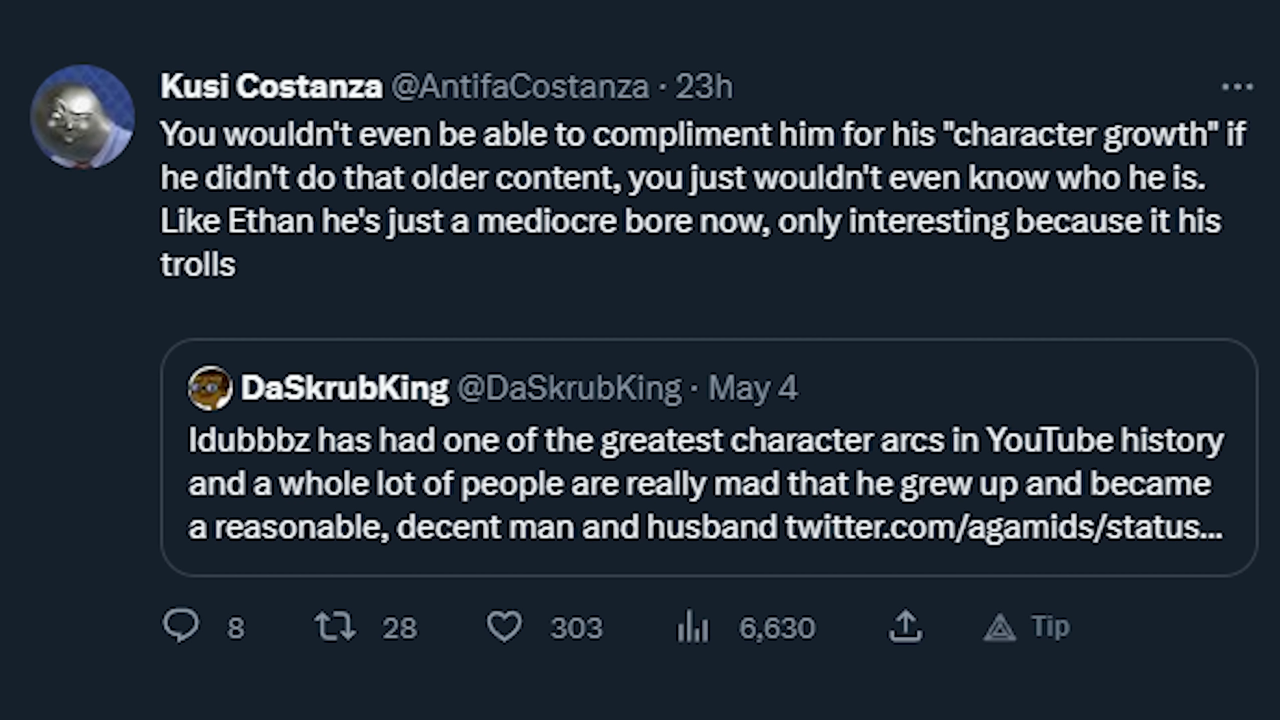 Kusi Costanza @AntifaCostanza · 23h
You wouldn't even be able to compliment him for his "character growth" if
he didn't do that older content, you just wouldn't even know who he is.
Like Ethan he's just a mediocre bore now, only interesting because it his
trolls
DaSkrubKing @DaSkrubKing · May 4
Idubbbz has had one of the greatest character arcs in YouTube history
and a whole lot of people are really mad that he grew up and became
a reasonable, decent man and husband twitter.com/agamids/status...
8 28 303 6,630 Tip